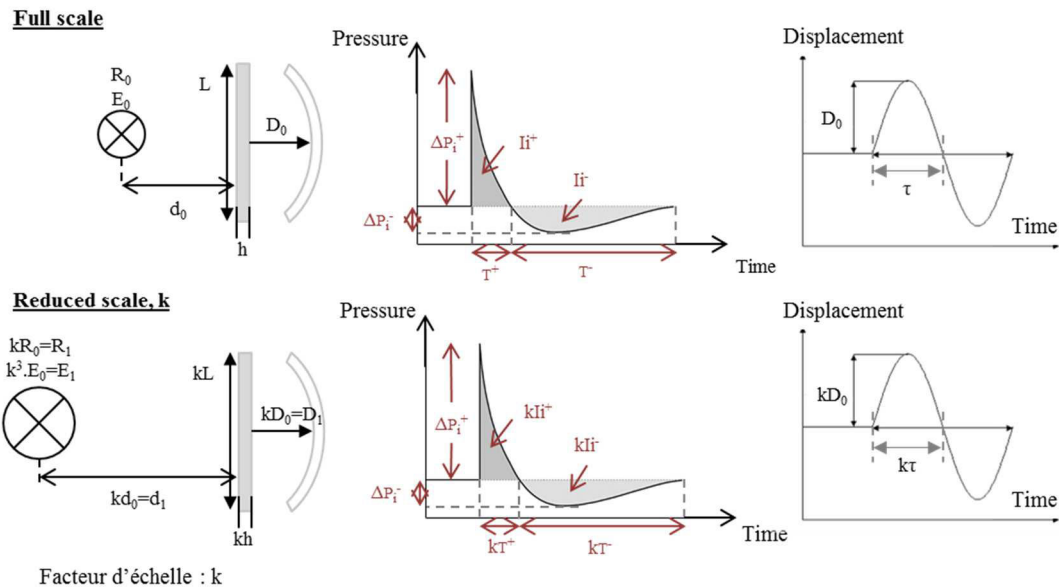 Full scale
R₀
E₀
L
D₀
d₀
h
Pressure
ΔPᵢ⁺
Ii⁺
Ii⁻
ΔPᵢ⁻
T⁺
T⁻
Time
Displacement
D₀
τ
Time
Reduced scale, k
kR₀=R₁
k³.E₀=E₁
kL
kD₀=D₁
kd₀=d₁
kh
Pressure
ΔPᵢ⁺
kIi⁺
kIi⁻
ΔPᵢ⁻
kT⁺
kT⁻
Time
Displacement
kD₀
kτ
Time
Facteur d'échelle : k